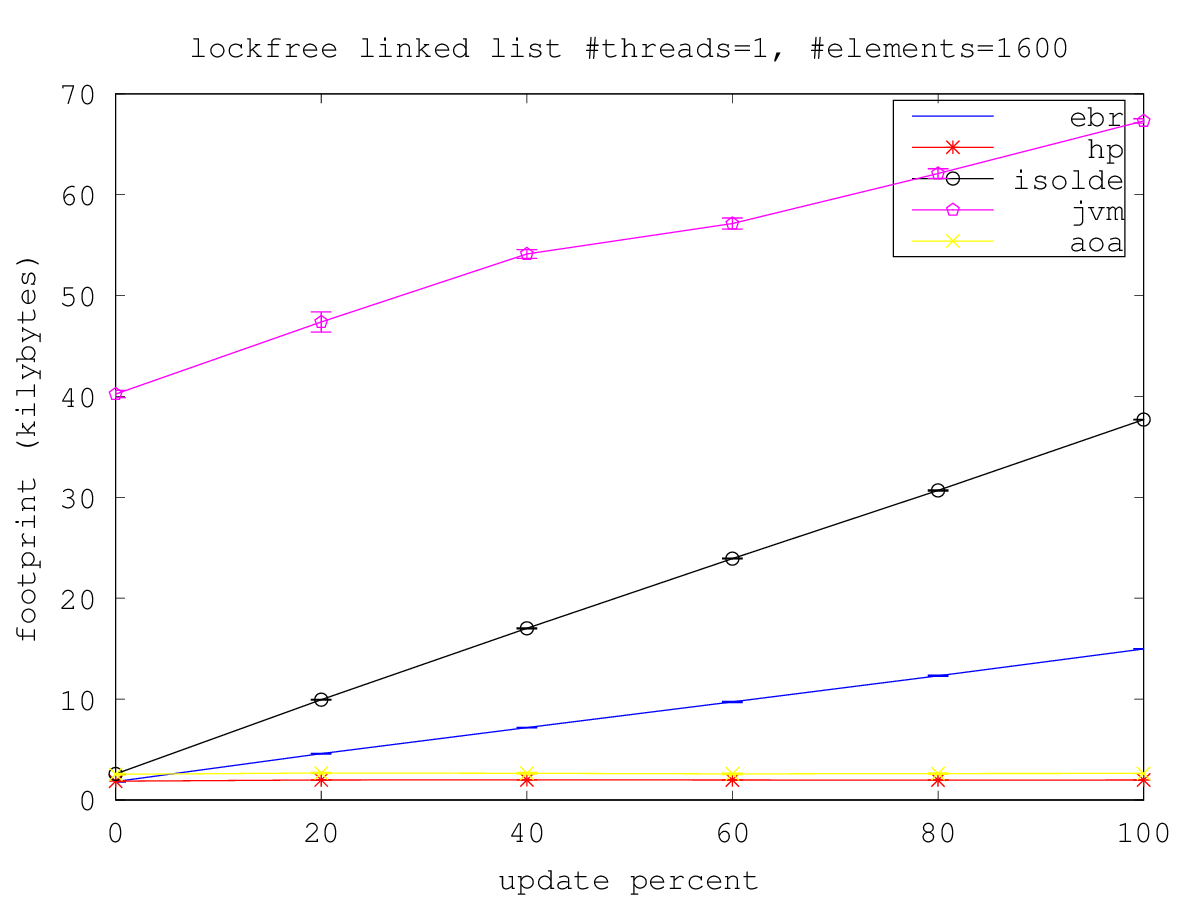 lockfree linked list #threads=1, #elements=1600
footprint (kilybytes)
70
60
50
40
30
20
10
0
ebr
hp
isolde
jvm
aoa
0 20 40 60 80 100
update percent